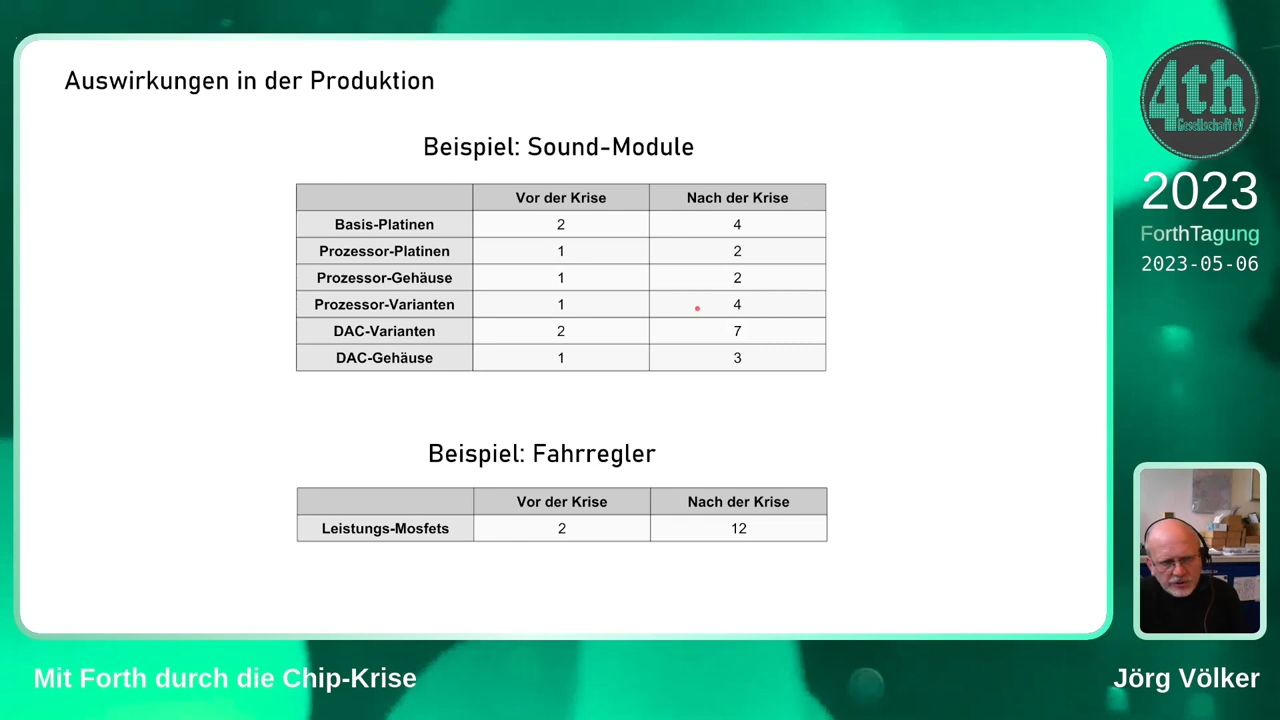 Auswirkungen in der Produktion
Beispiel: Sound-Module
Vor der Krise Nach der Krise
Basis-Platinen 2 4
Prozessor-Platinen 1 2
Prozessor-Gehäuse 1 2
Prozessor-Varianten 1 4
DAC-Varianten 2 7
DAC-Gehäuse 1 3
Beispiel: Fahrregler
Vor der Krise Nach der Krise
Leistungs-Mosfets 2 12
4th
Gesellschaft eV
2023
ForthTagung
2023-05-06
Mit Forth durch die Chip-Krise
Jörg Völker